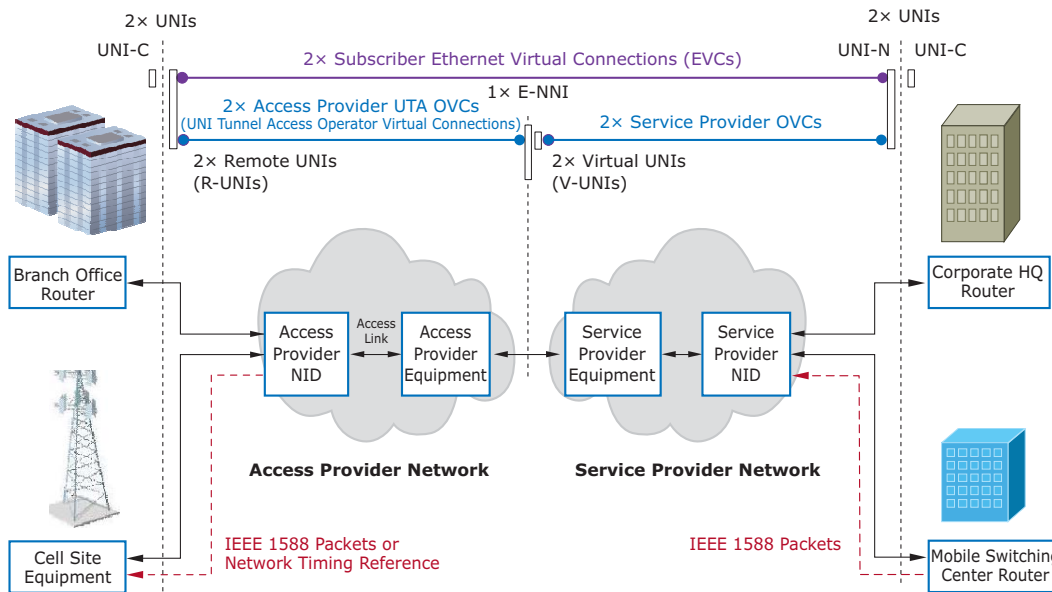 2× UNIs
2× UNIs
UNI-C
UNI-N
UNI-C
2× Subscriber Ethernet Virtual Connections (EVCs)
1× E-NNI
2× Access Provider UTA OVCs
(UNI Tunnel Access Operator Virtual Connections)
2× Service Provider OVCs
2× Remote UNIs
(R-UNIs)
2× Virtual UNIs
(V-UNIs)
Branch Office
Router
Corporate HQ
Router
Access
Provider
NID
Access
Link
Access
Provider
Equipment
Service
Provider
Equipment
Service
Provider
NID
Access Provider Network
Service Provider Network
IEEE 1588 Packets or
Network Timing Reference
IEEE 1588 Packets
Cell Site
Equipment
Mobile Switching
Center Router